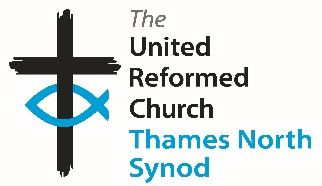 The
United
Reformed
Church
Thames North
Synod